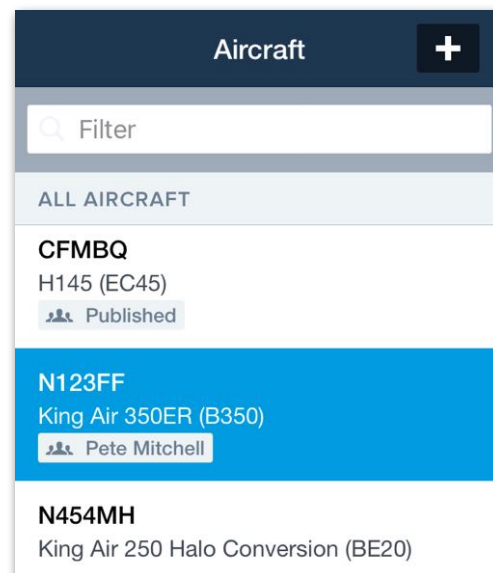 Aircraft
Filter
ALL AIRCRAFT
CFMBQ
H145 (EC45)
Published
N123FF
King Air 350ER (B350)
Pete Mitchell
N454MH
King Air 250 Halo Conversion (BE20)